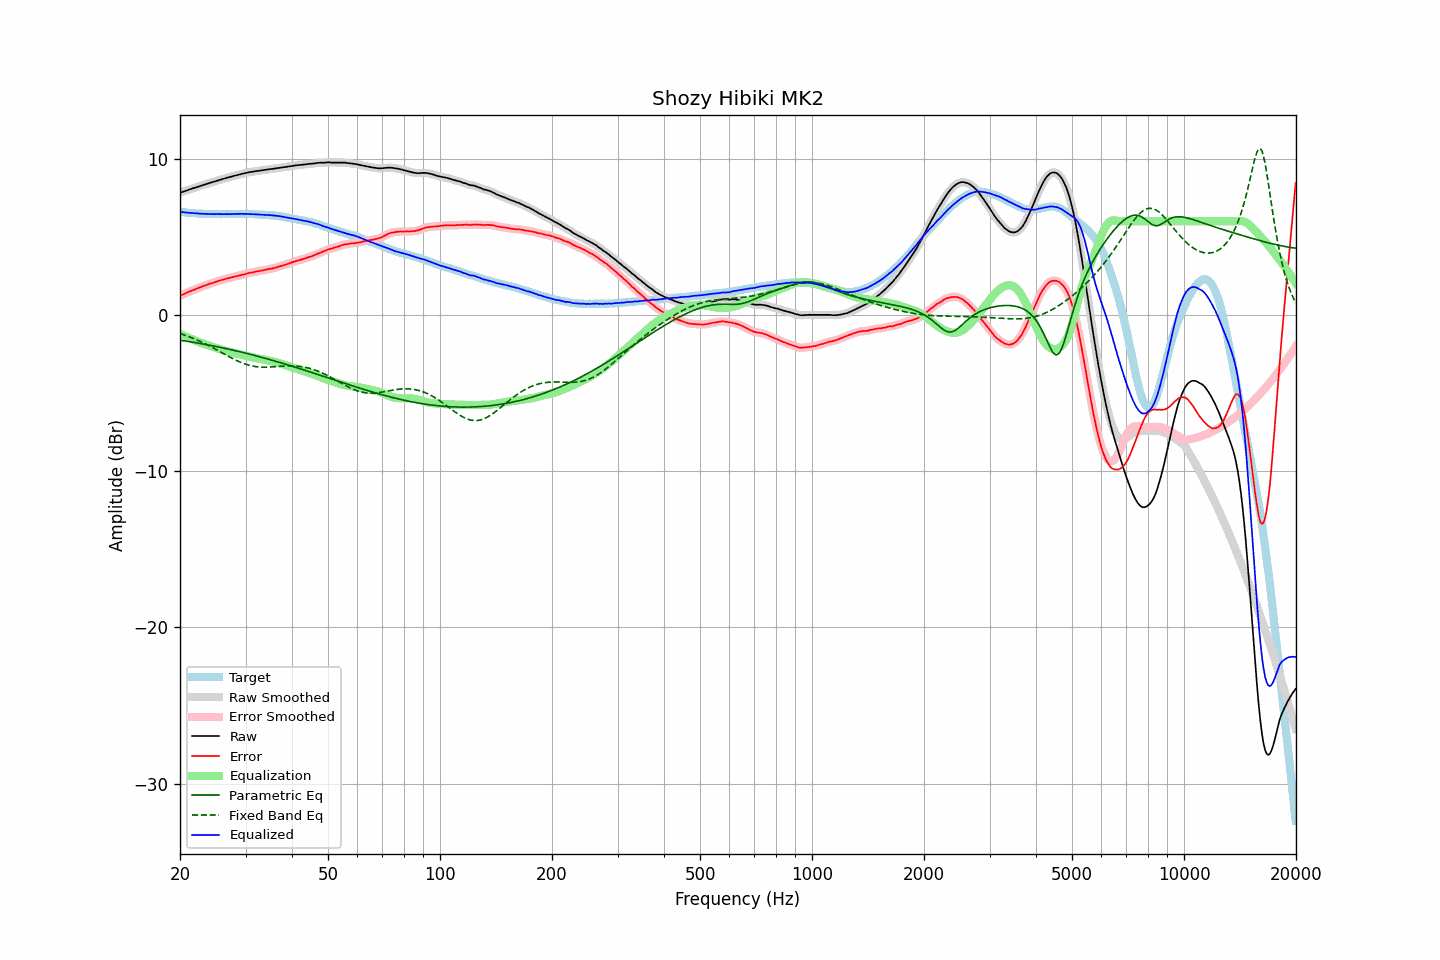 Shozy Hibiki MK2
Amplitude (dBr)
10
0
−10
−20
−30
Target
Raw Smoothed
Error Smoothed
Raw
Error
Equalization
Parametric Eq
Fixed Band Eq
Equalized
20 50 100 200 500 1000 2000 5000 10000 20000
Frequency (Hz)